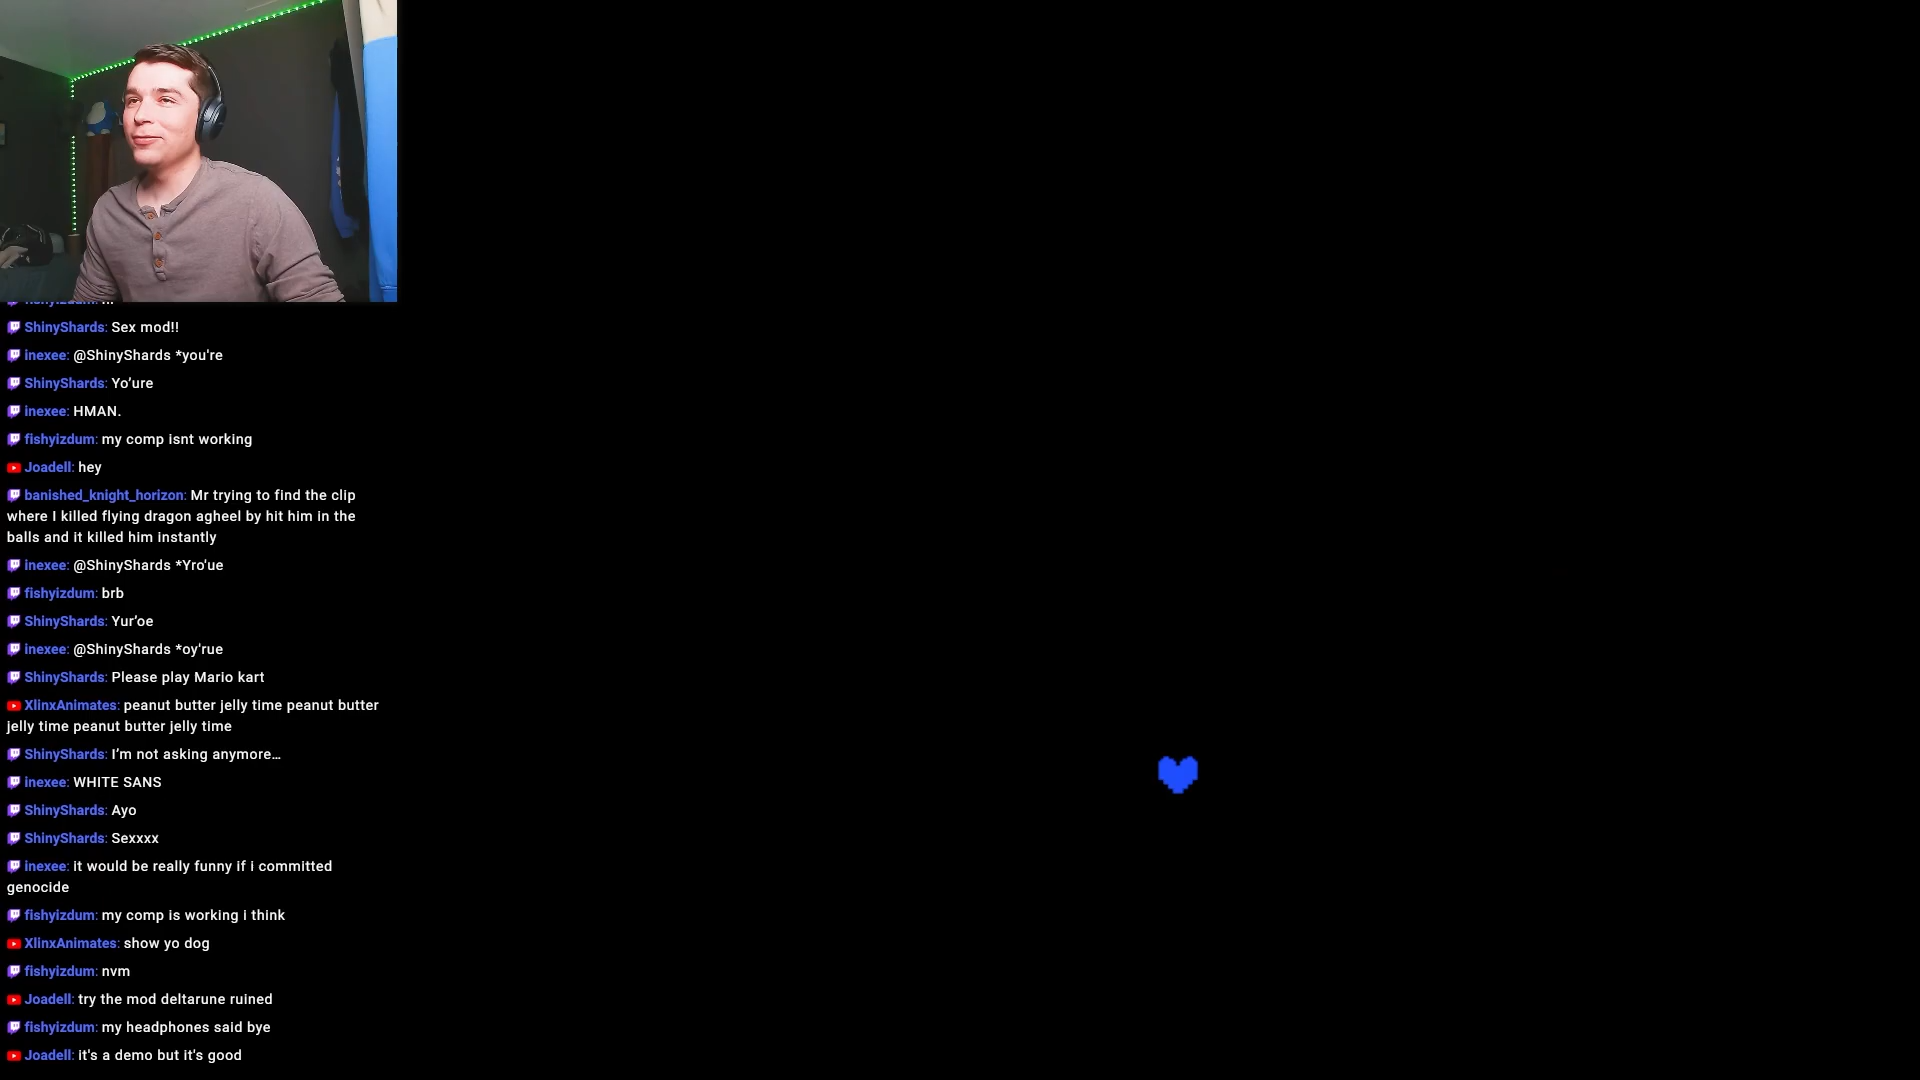 ShinyShards: Sex mod!!
inexee: @ShinyShards *you're
ShinyShards: Yo’ure
inexee: HMAN.
fishyizdum: my comp isnt working
Joadell: hey
banished_knight_horizon: Mr trying to find the clip
where I killed flying dragon agheel by hit him in the
balls and it killed him instantly
inexee: @ShinyShards *Yro'ue
fishyizdum: brb
ShinyShards: Yur’oe
inexee: @ShinyShards *oy'rue
ShinyShards: Please play Mario kart
XlinxAnimates: peanut butter jelly time peanut butter
jelly time peanut butter jelly time
ShinyShards: I’m not asking anymore…
inexee: WHITE SANS
ShinyShards: Ayo
ShinyShards: Sexxxx
inexee: it would be really funny if i committed
genocide
fishyizdum: my comp is working i think
XlinxAnimates: show yo dog
fishyizdum: nvm
Joadell: try the mod deltarune ruined
fishyizdum: my headphones said bye
Joadell: it's a demo but it's good